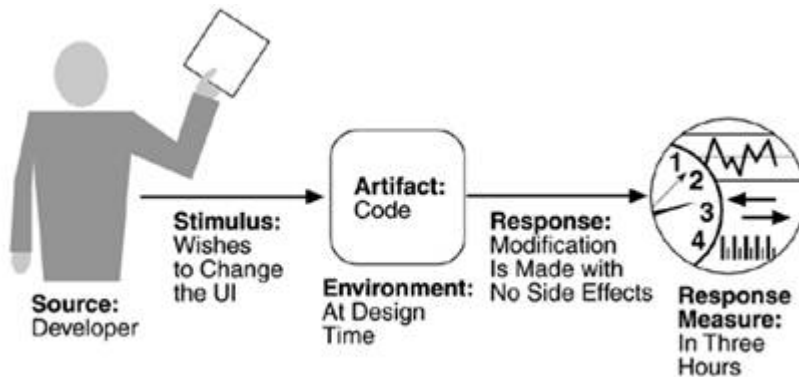 Source:
Developer
Stimulus:
Wishes
to Change
the UI
Artifact:
Code
Environment:
At Design
Time
Response:
Modification
Is Made with
No Side Effects
1
2
3
4
Response
Measure:
In Three
Hours